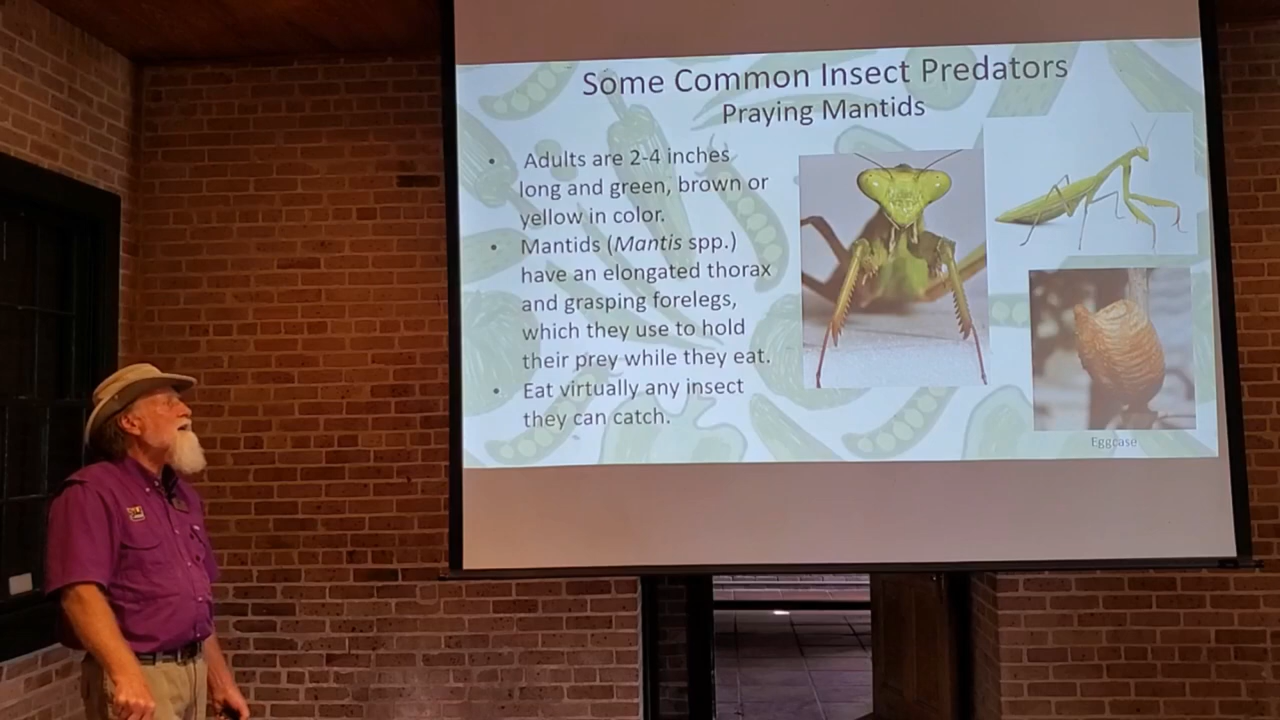 Some Common Insect Predators
Praying Mantids
• Adults are 2-4 inches
long and green, brown or
yellow in color.
• Mantids (Mantis spp.)
have an elongated thorax
and grasping forelegs,
which they use to hold
their prey while they eat.
• Eat virtually any insect
they can catch.
Eggcase